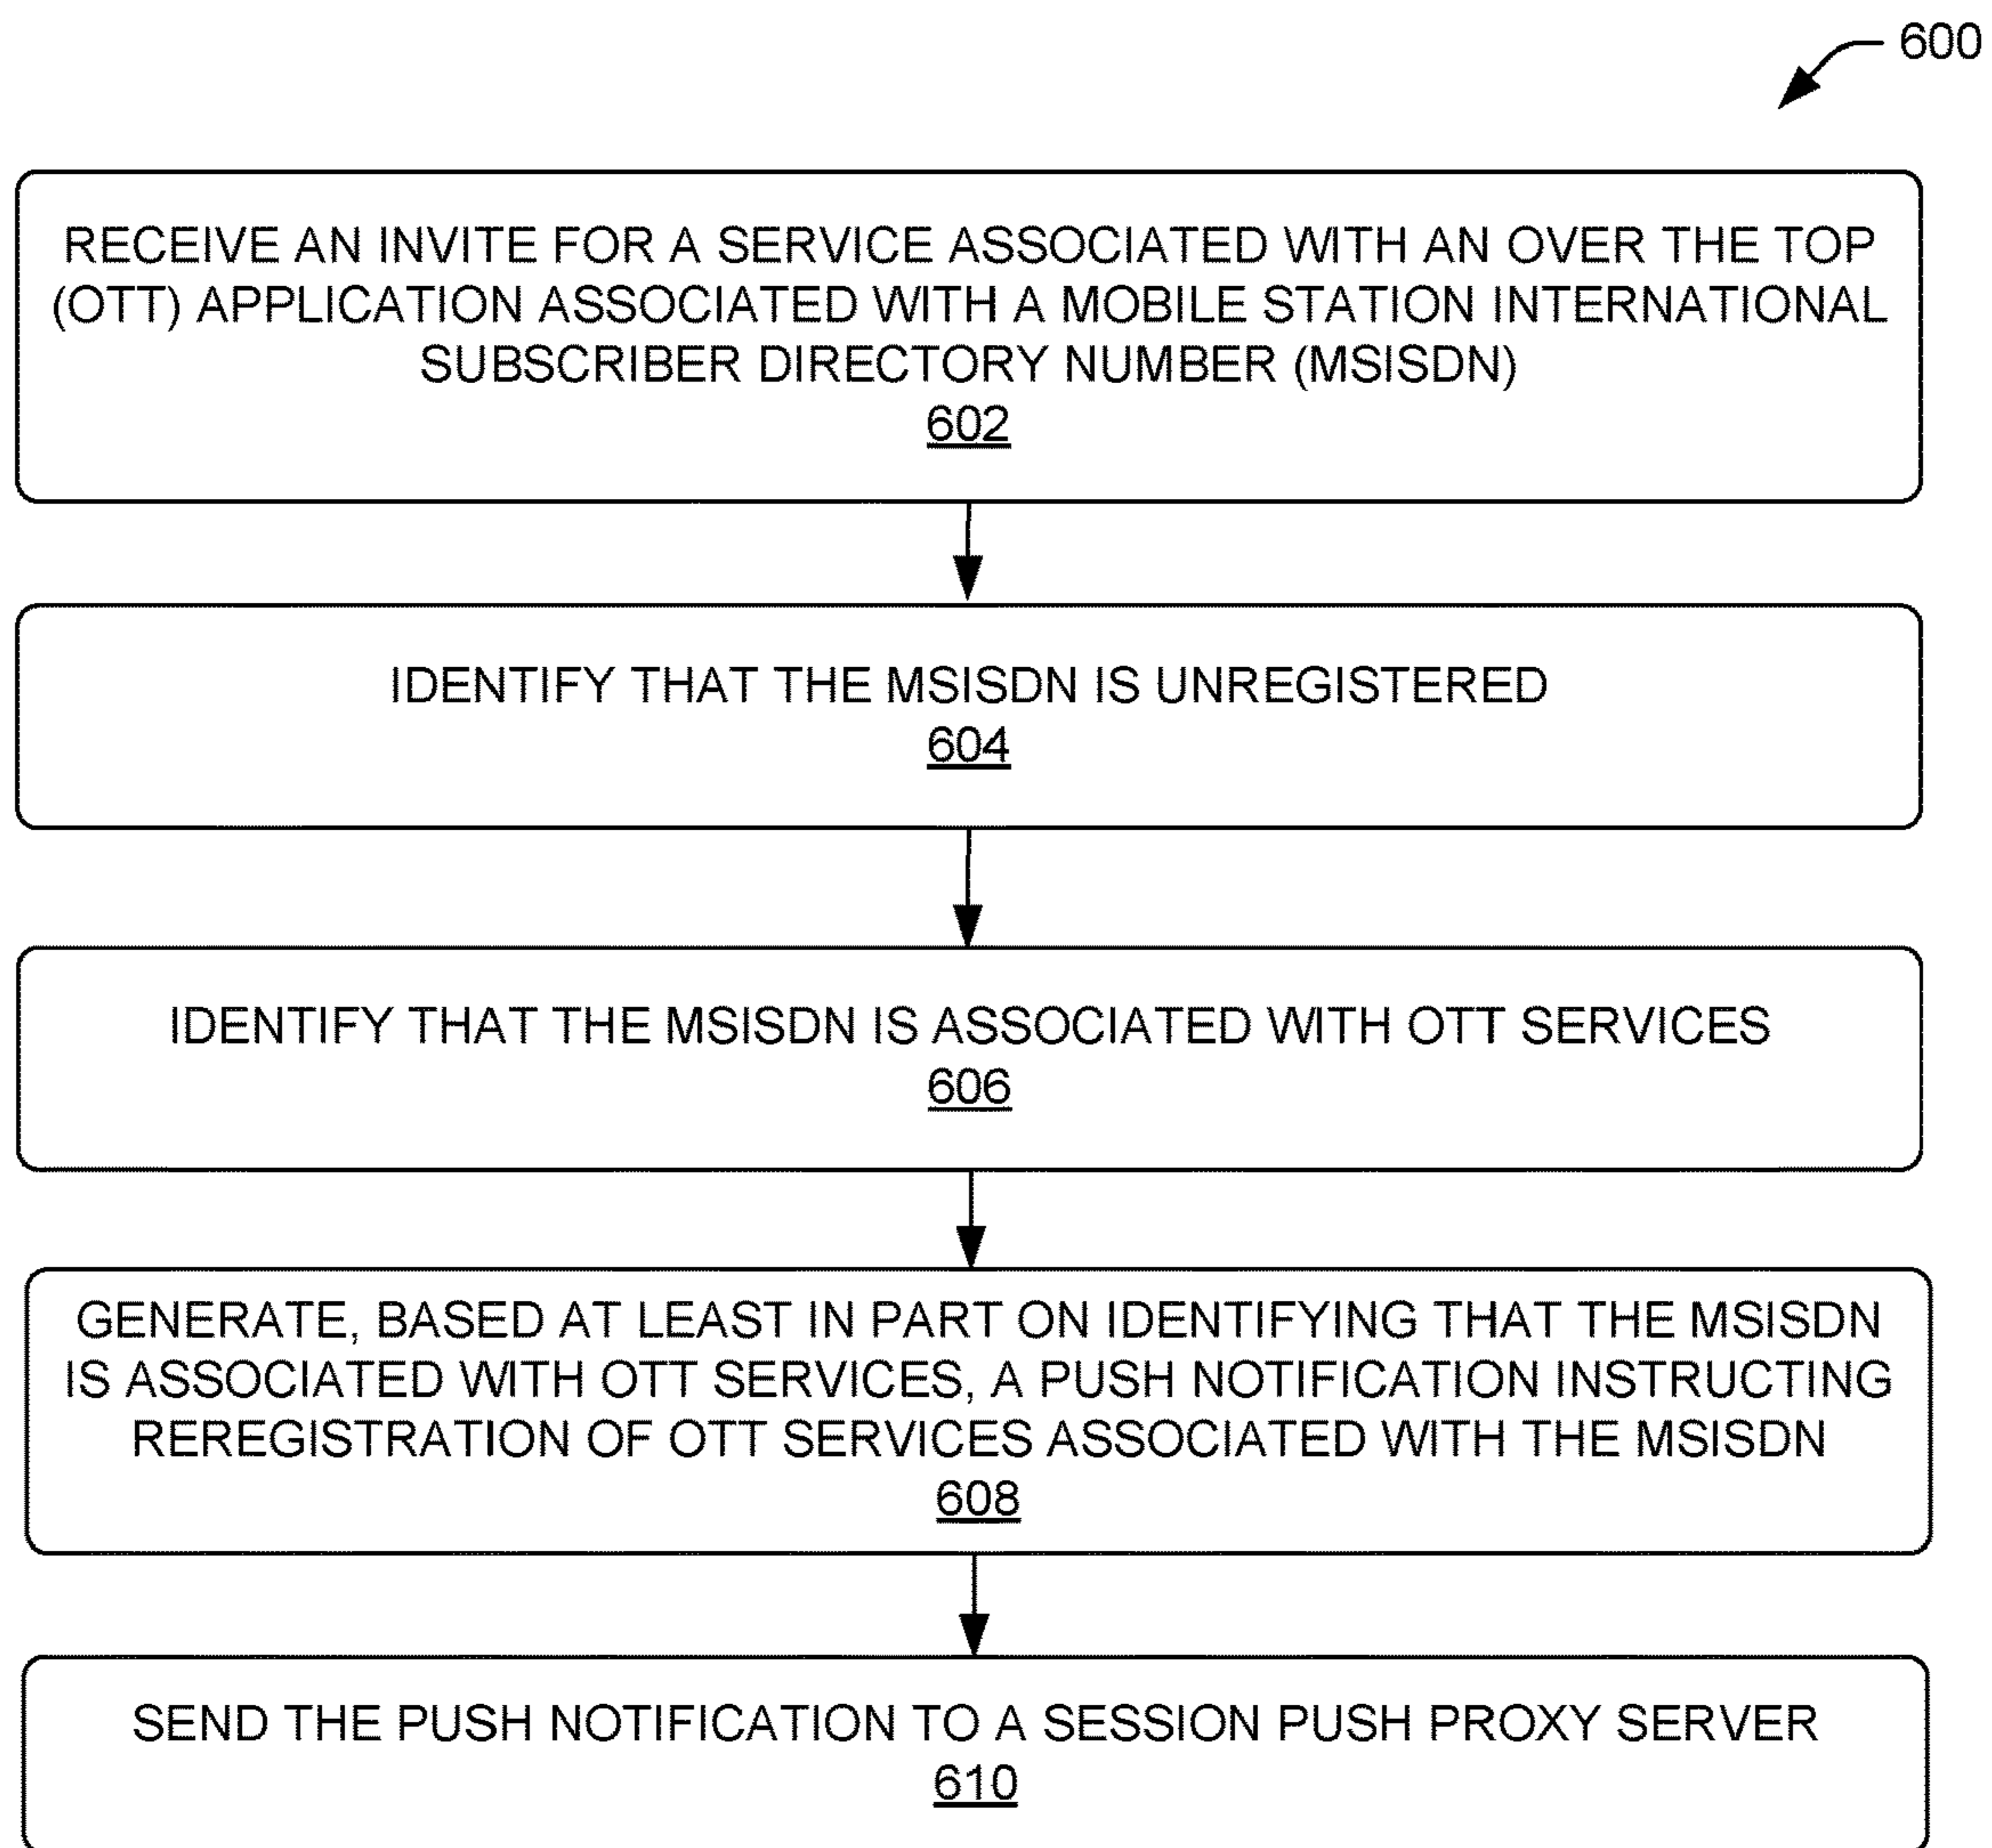 600
RECEIVE AN INVITE FOR A SERVICE ASSOCIATED WITH AN OVER THE TOP
(OTT) APPLICATION ASSOCIATED WITH A MOBILE STATION INTERNATIONAL
SUBSCRIBER DIRECTORY NUMBER (MSISDN)
602
IDENTIFY THAT THE MSISDN IS UNREGISTERED
604
IDENTIFY THAT THE MSISDN IS ASSOCIATED WITH OTT SERVICES
606
GENERATE, BASED AT LEAST IN PART ON IDENTIFYING THAT THE MSISDN
IS ASSOCIATED WITH OTT SERVICES, A PUSH NOTIFICATION INSTRUCTING
REREGISTRATION OF OTT SERVICES ASSOCIATED WITH THE MSISDN
608
SEND THE PUSH NOTIFICATION TO A SESSION PUSH PROXY SERVER
610